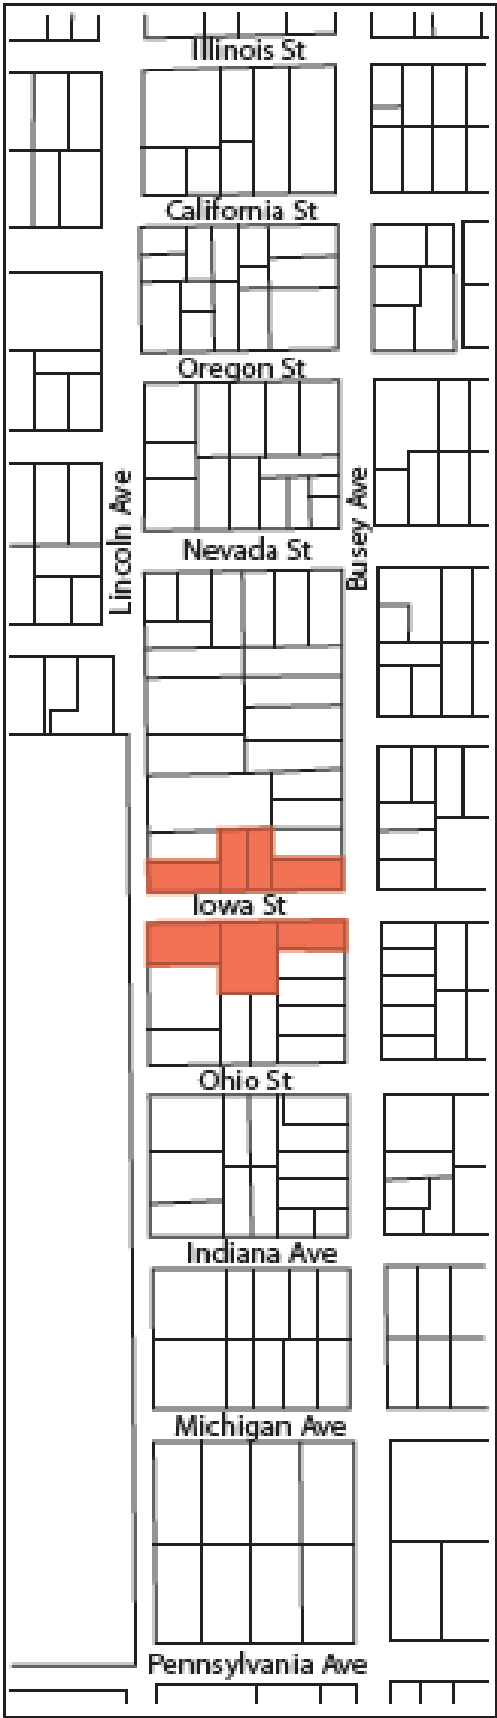 Illinois St
California St
Oregon St
Lincoln Ave
Busey Ave
Nevada St
Iowa St
Ohio St
Indiana Ave
Michigan Ave
Pennsylvania Ave